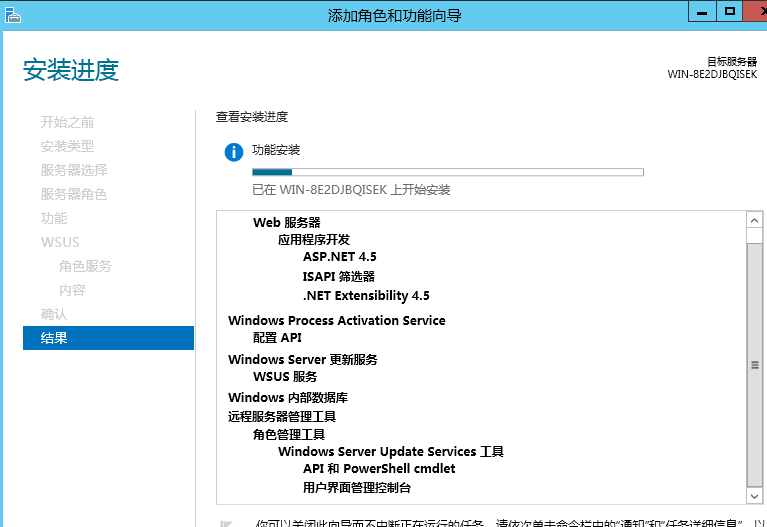 添加角色和功能向导
安装进度
目标服务器
WIN-8E2DJBQISEK
开始之前
安装类型
服务器选择
服务器角色
功能
WSUS
角色服务
内容
确认
结果
查看安装进度
功能安装
已在 WIN-8E2DJBQISEK 上开始安装
Web 服务器
应用程序开发
ASP.NET 4.5
ISAPI 筛选器
.NET Extensibility 4.5
Windows Process Activation Service
配置 API
Windows Server 更新服务
WSUS 服务
Windows 内部数据库
远程服务器管理工具
角色管理工具
Windows Server Update Services 工具
API 和 PowerShell cmdlet
用户界面管理控制台
你可以关闭此向导而不中断正在运行的任务。请依次单击命令栏中的“通知”和“任务详细信息”，以